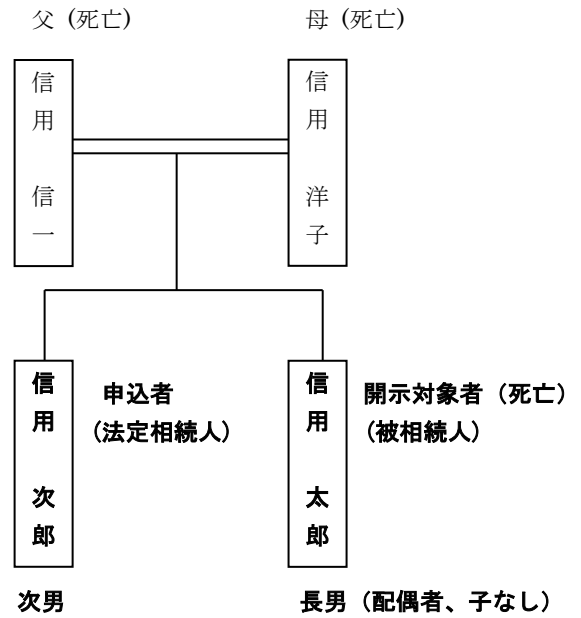 父（死亡）
母（死亡）
信用　信一
信用　洋子
信用　次郎
申込者
（法定相続人）
信用　太郎
開示対象者（死亡）
（被相続人）
次男
長男（配偶者、子なし）